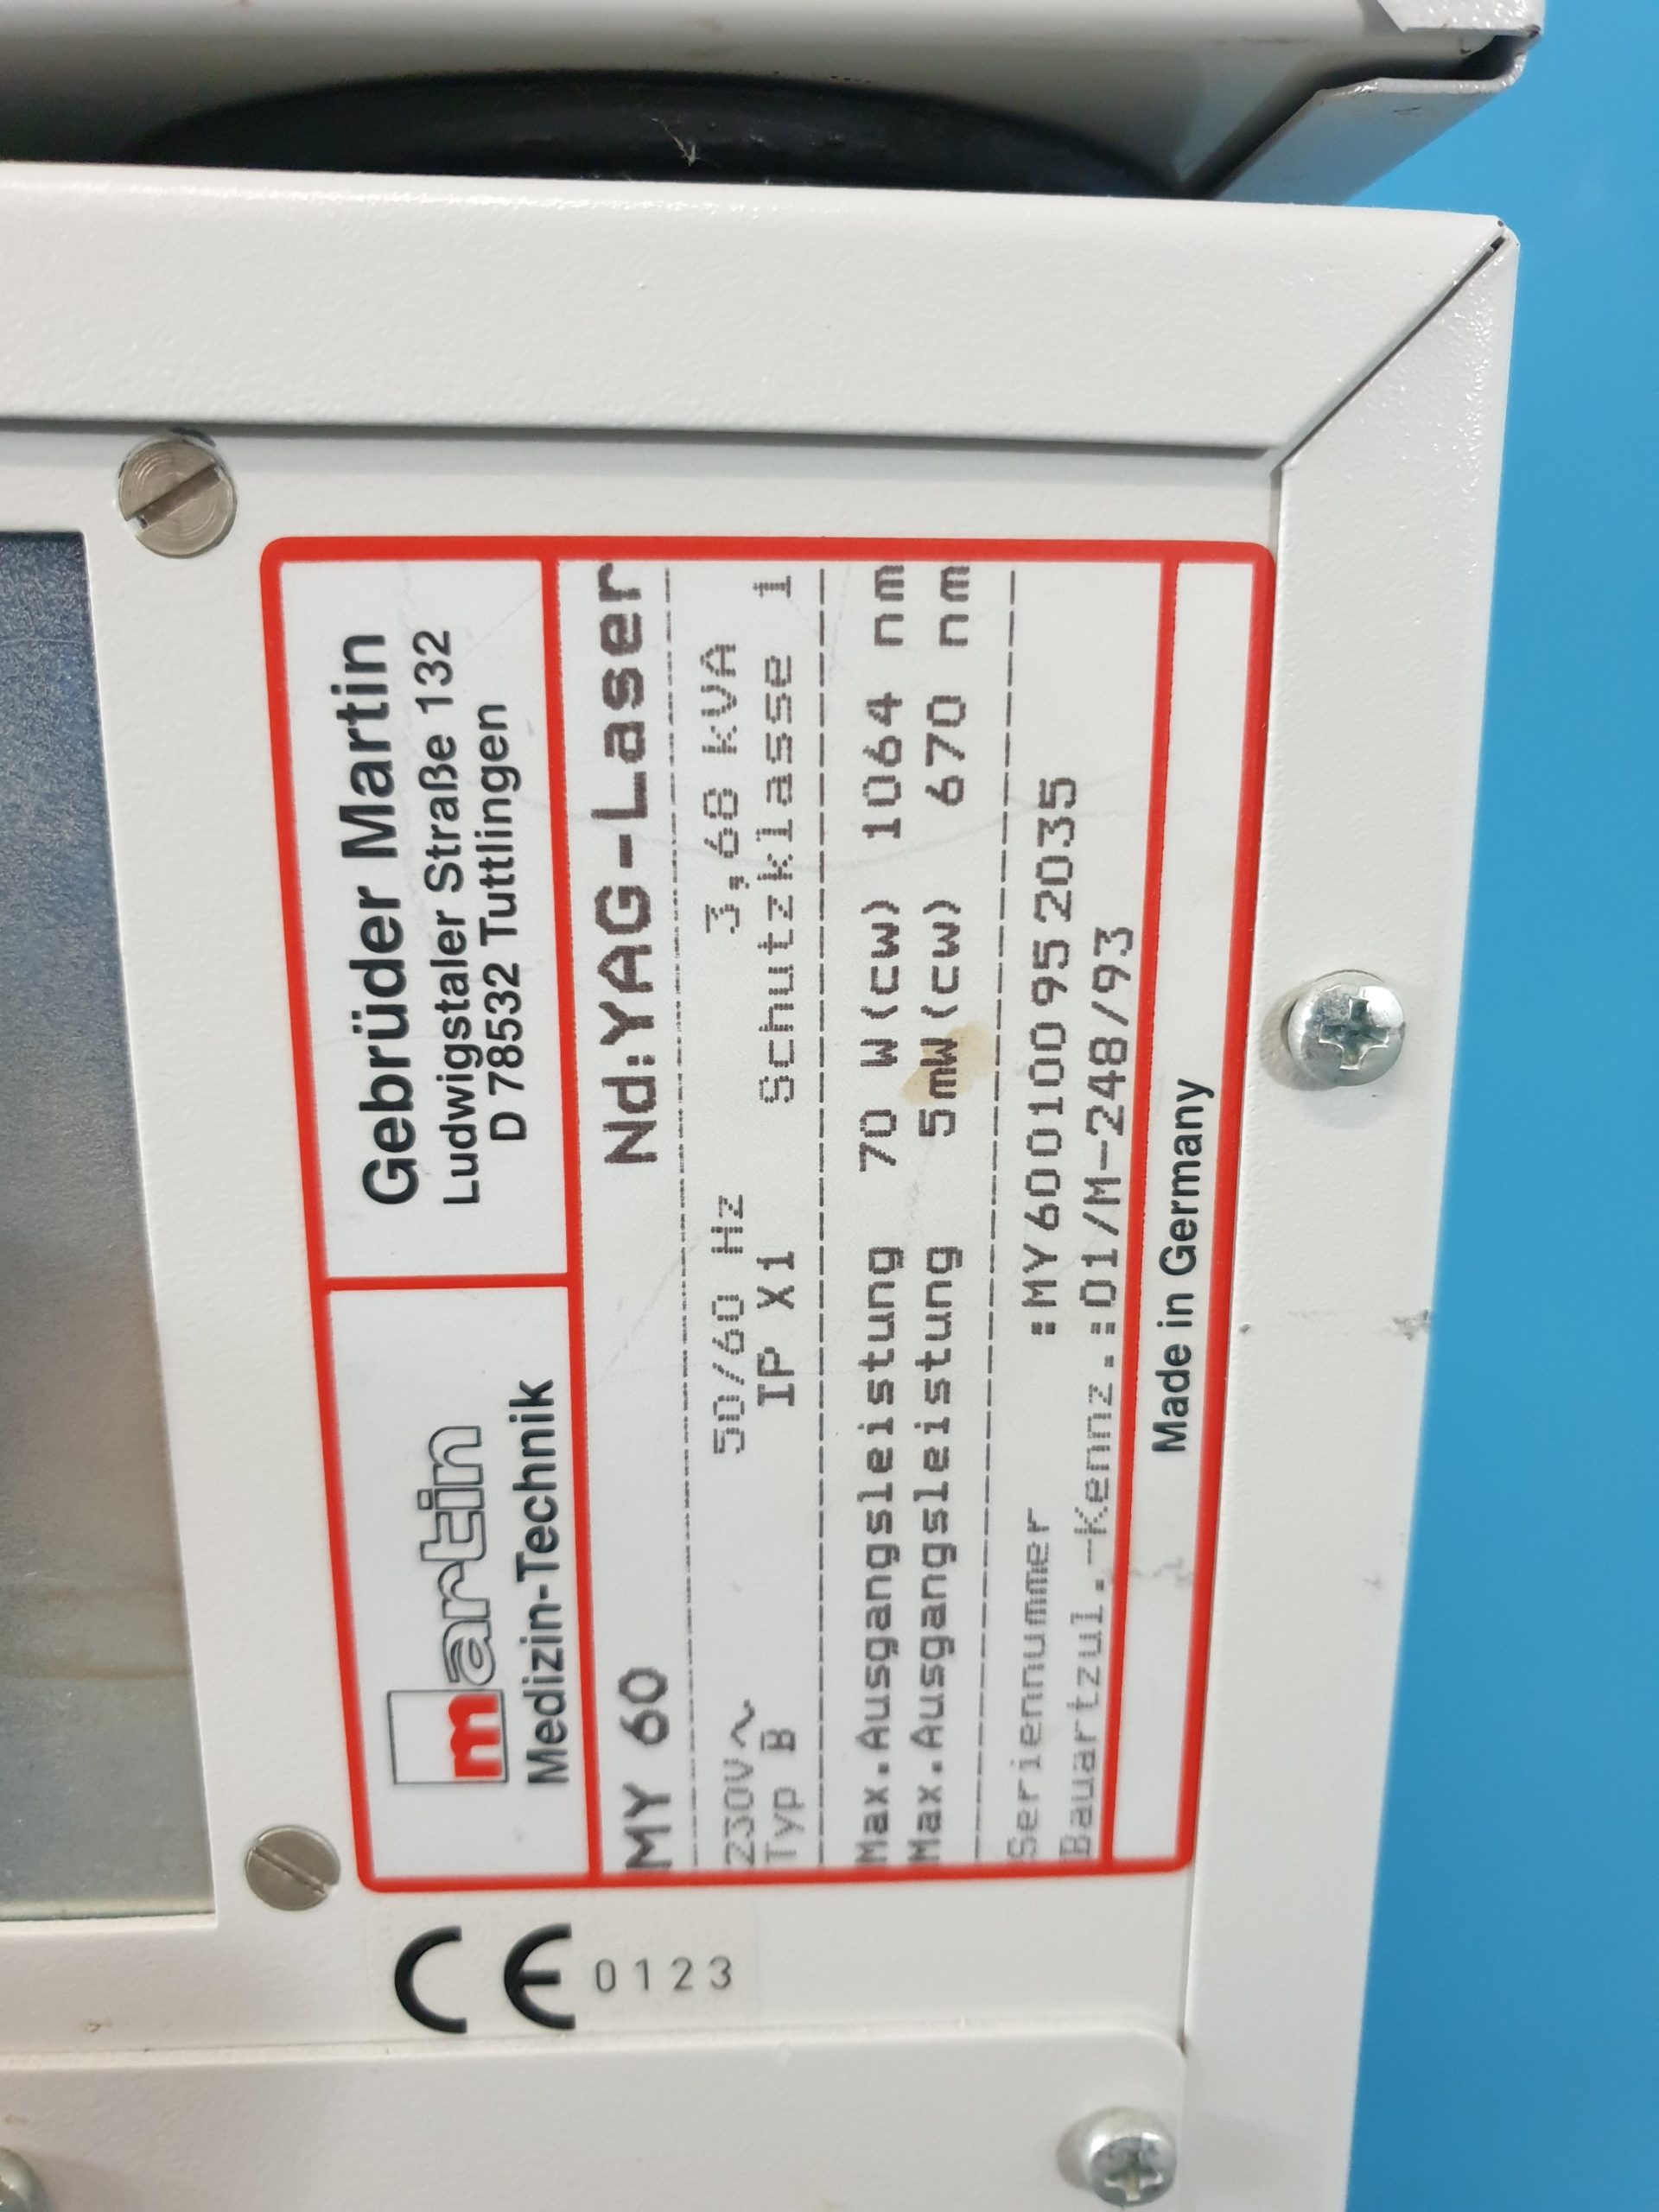 martin
Medizin-Technik
Gebrüder Martin
Ludwigstaler Straße 132
D 78532 Tuttlingen
MY 60 Nd:YAG-Laser
230V~ 50/60 Hz 3,68 kVA
Typ B IP X1 Schutzklasse 1
Max.Ausgangsleistung 70 W(cw) 1064 nm
Max.Ausgangsleistung 5mW(cw) 670 nm
Seriennummer :MY600100952035
Bauartzul.-Kennz.:01/M-248/93
Made in Germany
CE 0123